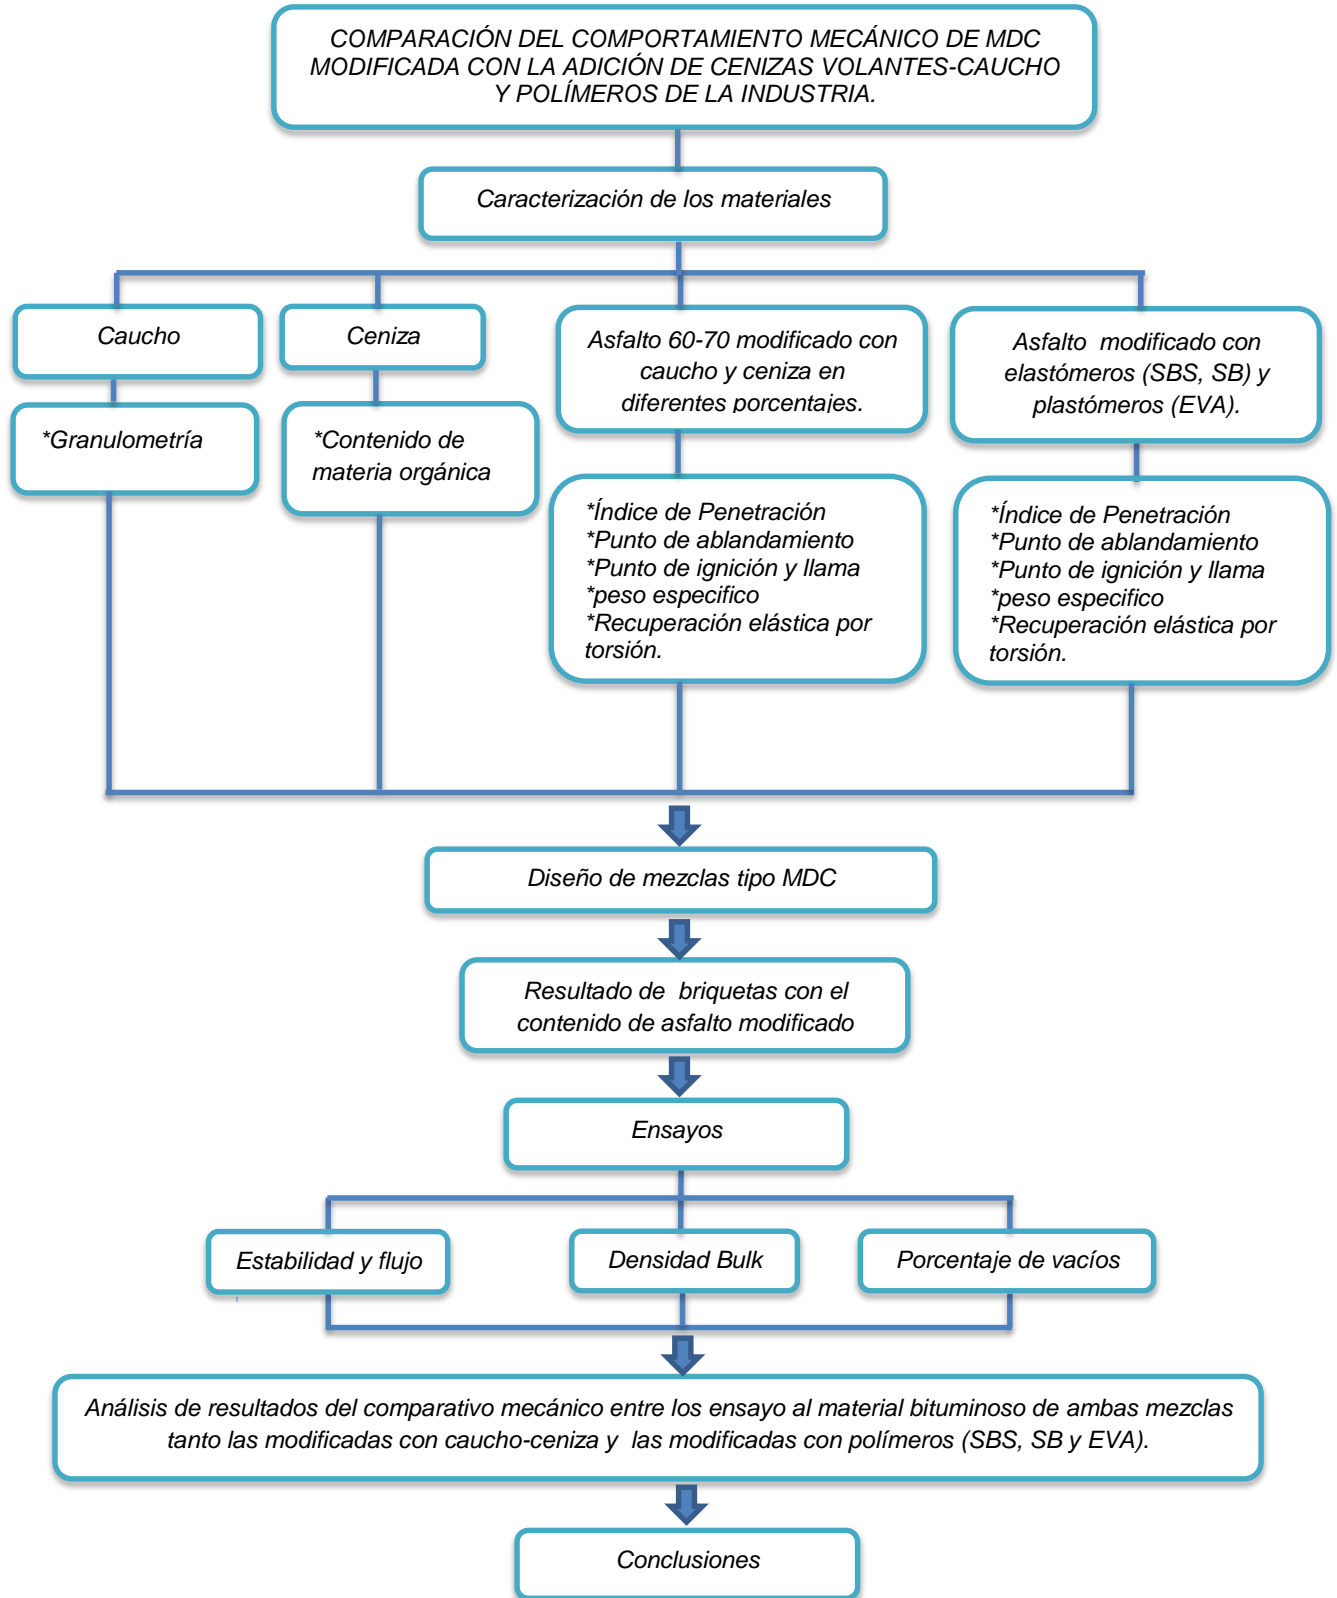 COMPARACIÓN DEL COMPORTAMIENTO MECÁNICO DE MDC
MODIFICADA CON LA ADICIÓN DE CENIZAS VOLANTES-CAUCHO
Y POLÍMEROS DE LA INDUSTRIA.
Caracterización de los materiales
Caucho
*Granulometría
Ceniza
*Contenido de
materia orgánica
Asfalto 60-70 modificado con
caucho y ceniza en
diferentes porcentajes.
*Índice de Penetración
*Punto de ablandamiento
*Punto de ignición y llama
*peso especifico
*Recuperación elástica por
torsión.
Asfalto  modificado con
elastómeros (SBS, SB) y
plastómeros (EVA).
*Índice de Penetración
*Punto de ablandamiento
*Punto de ignición y llama
*peso especifico
*Recuperación elástica por
torsión.
Diseño de mezclas tipo MDC
Resultado de  briquetas con el
contenido de asfalto modificado
Ensayos
Estabilidad y flujo
Densidad Bulk
Porcentaje de vacíos
Análisis de resultados del comparativo mecánico entre los ensayo al material bituminoso de ambas mezclas
tanto las modificadas con caucho-ceniza y  las modificadas con polímeros (SBS, SB y EVA).
Conclusiones